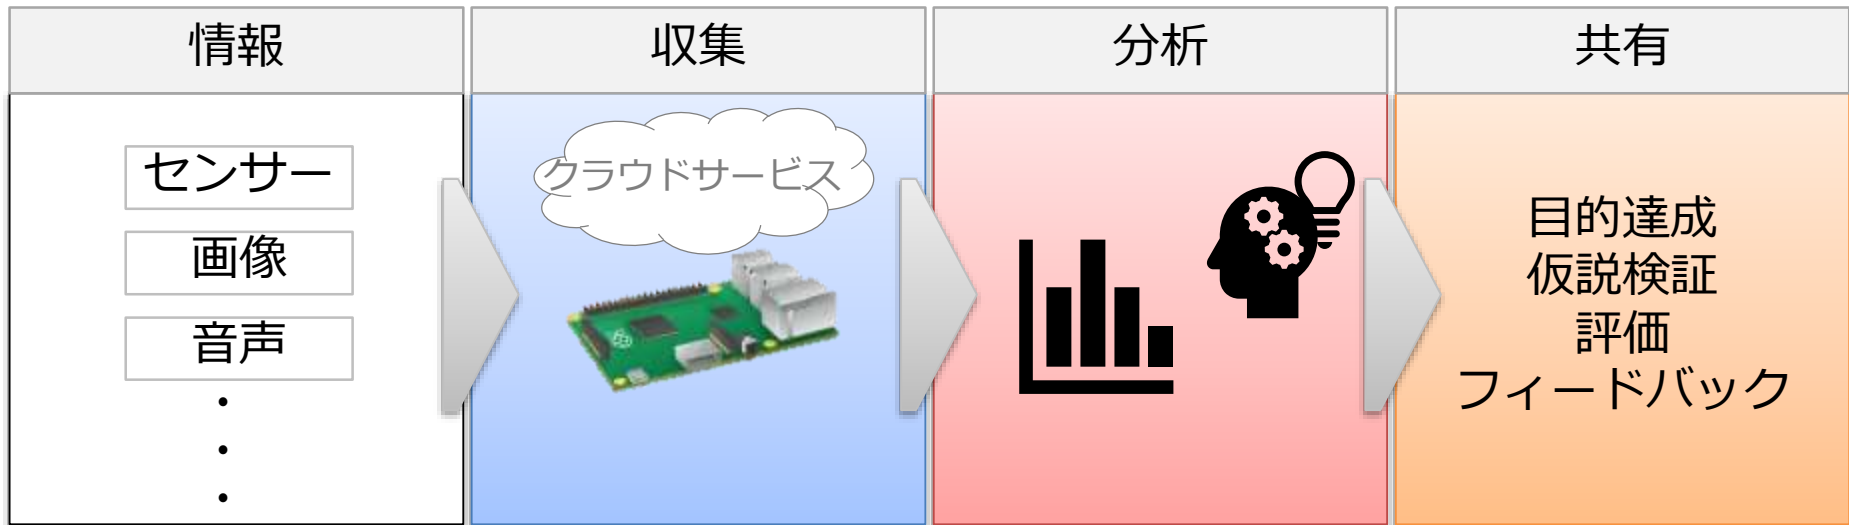 情報
収集
分析
共有
センサー
画像
音声
・
・
・
クラウドサービス
目的達成
仮説検証
評価
フィードバック